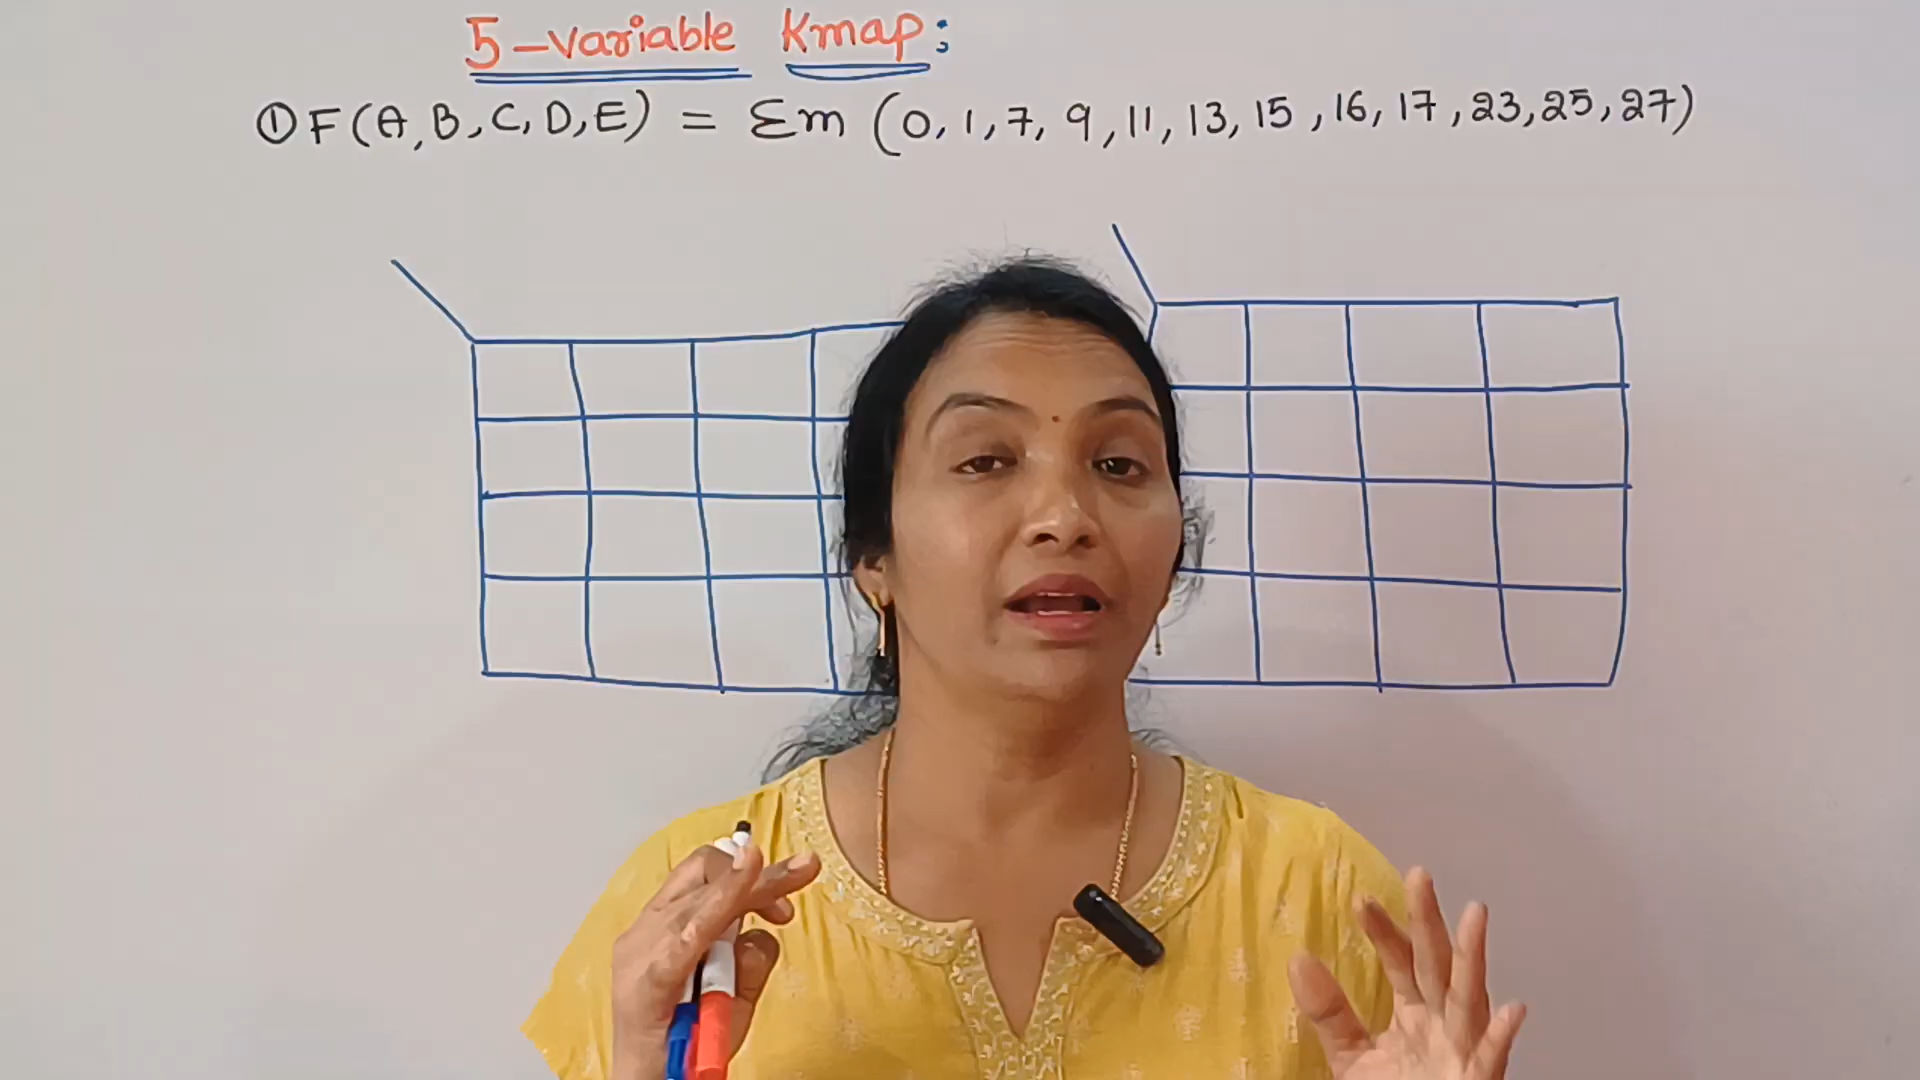 5-variable Kmap:
① F(A,B,C,D,E) = Σm (0,1,7,9,11,13,15,16,17,23,25,27)